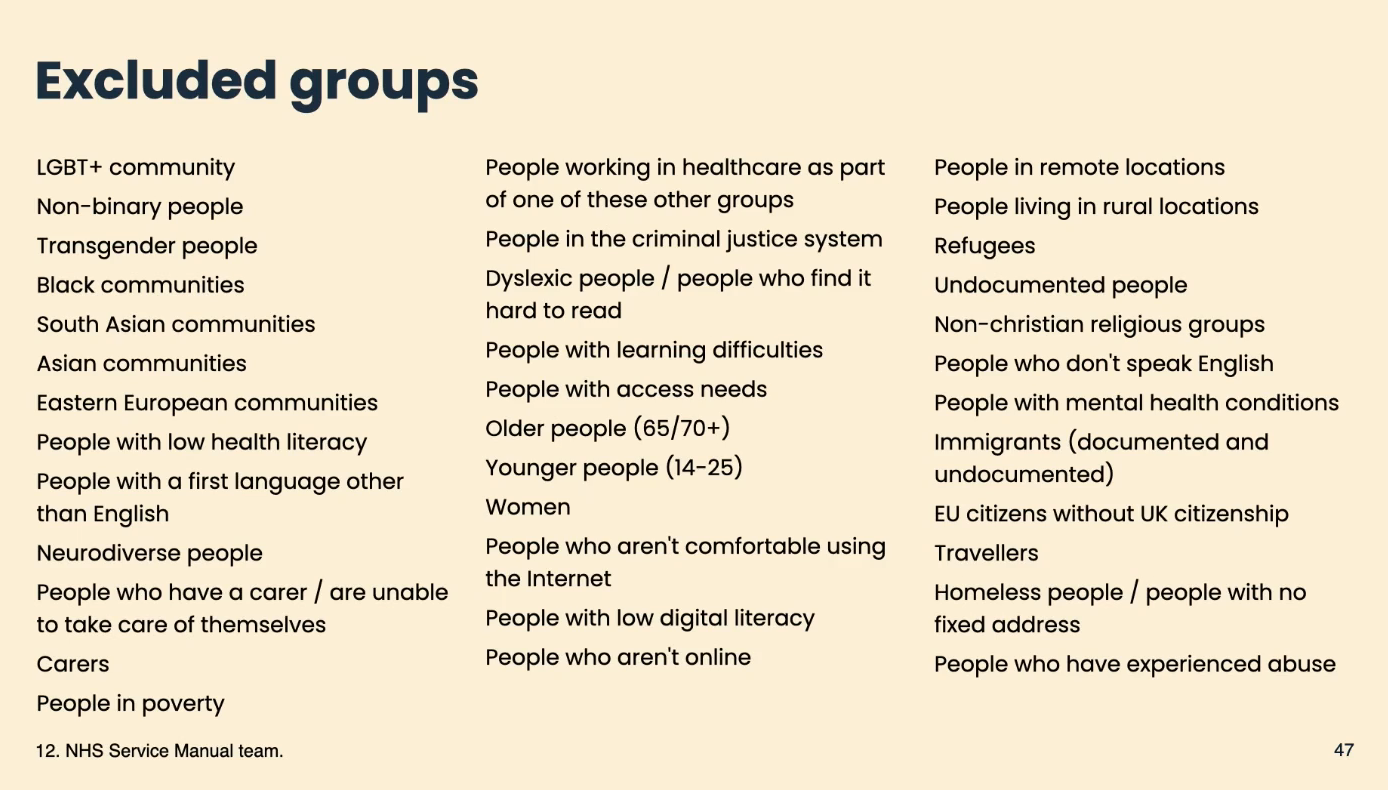 Excluded groups
LGBT+ community
Non-binary people
Transgender people
Black communities
South Asian communities
Asian communities
Eastern European communities
People with low health literacy
People with a first language other
than English
Neurodiverse people
People who have a carer / are unable
to take care of themselves
Carers
People in poverty
People working in healthcare as part
of one of these other groups
People in the criminal justice system
Dyslexic people / people who find it
hard to read
People with learning difficulties
People with access needs
Older people (65/70+)
Younger people (14-25)
Women
People who aren't comfortable using
the Internet
People with low digital literacy
People who aren't online
People in remote locations
People living in rural locations
Refugees
Undocumented people
Non-christian religious groups
People who don't speak English
People with mental health conditions
Immigrants (documented and
undocumented)
EU citizens without UK citizenship
Travellers
Homeless people / people with no
fixed address
People who have experienced abuse
12. NHS Service Manual team.
47